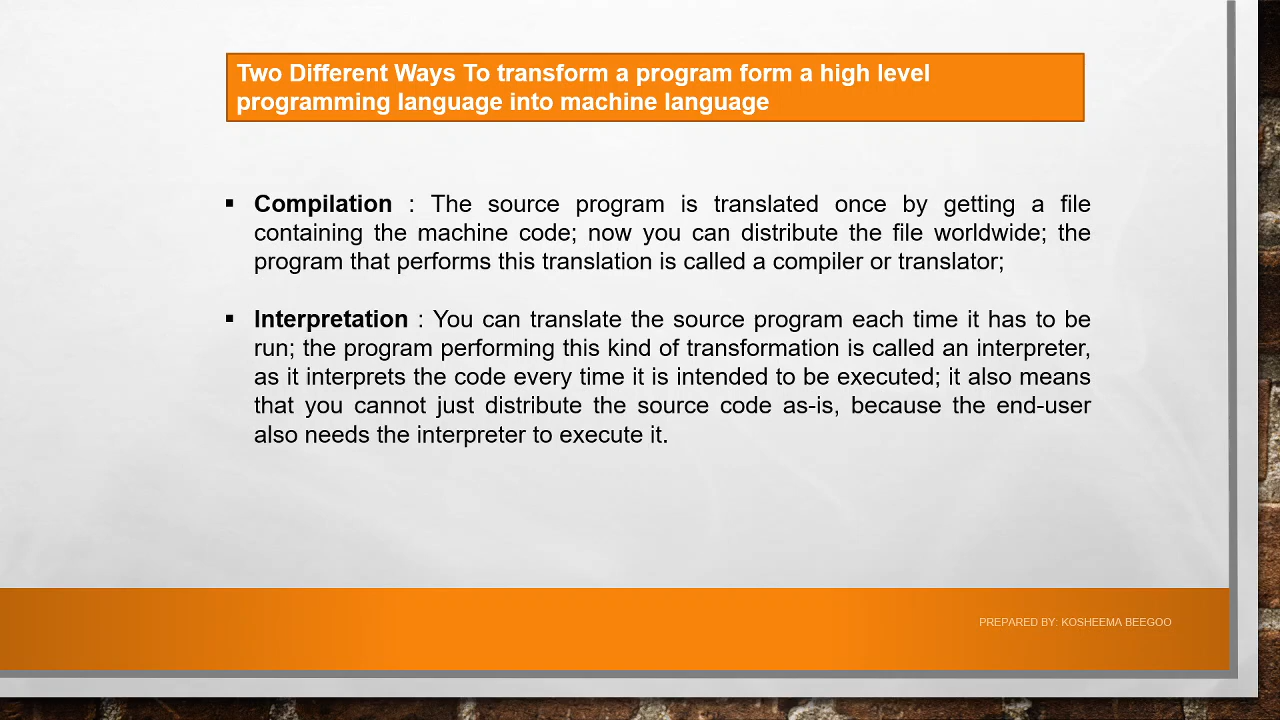 Two Different Ways To transform a program form a high level
programming language into machine language
▪ Compilation : The source program is translated once by getting a file
containing the machine code; now you can distribute the file worldwide; the
program that performs this translation is called a compiler or translator;
▪ Interpretation : You can translate the source program each time it has to be
run; the program performing this kind of transformation is called an interpreter,
as it interprets the code every time it is intended to be executed; it also means
that you cannot just distribute the source code as-is, because the end-user
also needs the interpreter to execute it.
PREPARED BY: KOSHEEMA BEEGOO